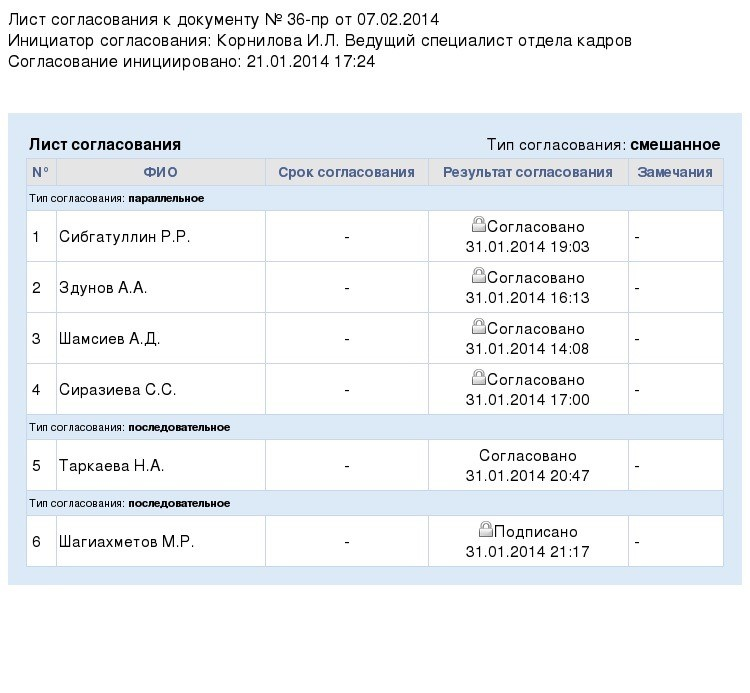 Лист согласования к документу № 36-пр от 07.02.2014
Инициатор согласования: Корнилова И.Л. Ведущий специалист отдела кадров
Согласование инициировано: 21.01.2014 17:24
Лист согласования Тип согласования: смешанное
N° ФИО Срок согласования Результат согласования Замечания
Тип согласования: параллельное
1 Сибгатуллин Р.Р. - Согласовано -
31.01.2014 19:03
2 Здунов А.А. - Согласовано -
31.01.2014 16:13
3 Шамсиев А.Д. - Согласовано -
31.01.2014 14:08
4 Сиразиева С.С. - Согласовано -
31.01.2014 17:00
Тип согласования: последовательное
5 Таркаева Н.А. - Согласовано -
31.01.2014 20:47
Тип согласования: последовательное
6 Шагиахметов М.Р. - Подписано -
31.01.2014 21:17